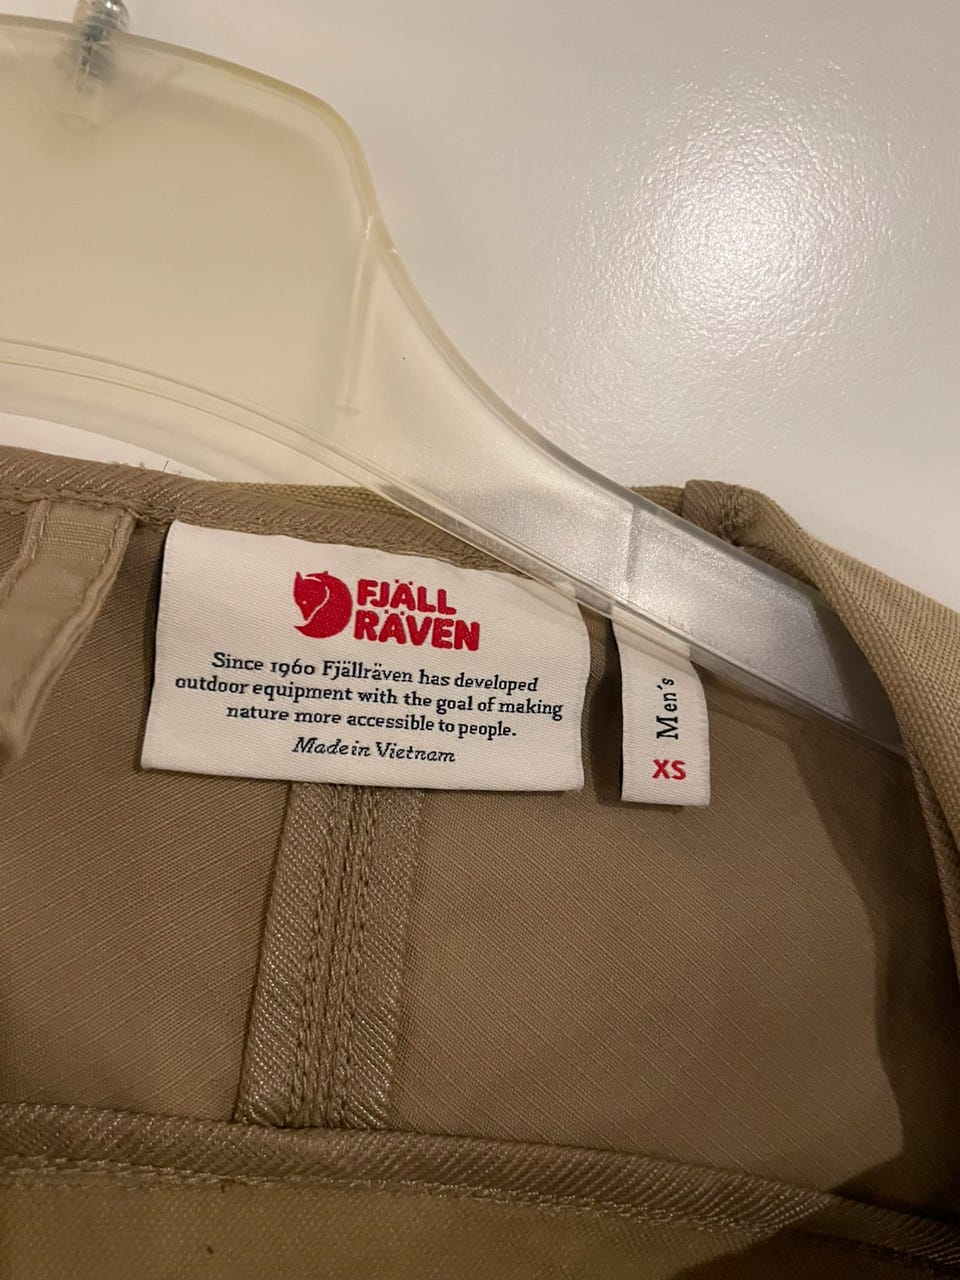 FJÄLL
RÄVEN
Since 1960 Fjällräven has developed
outdoor equipment with the goal of making
nature more accessible to people.
Made in Vietnam
Men's
XS